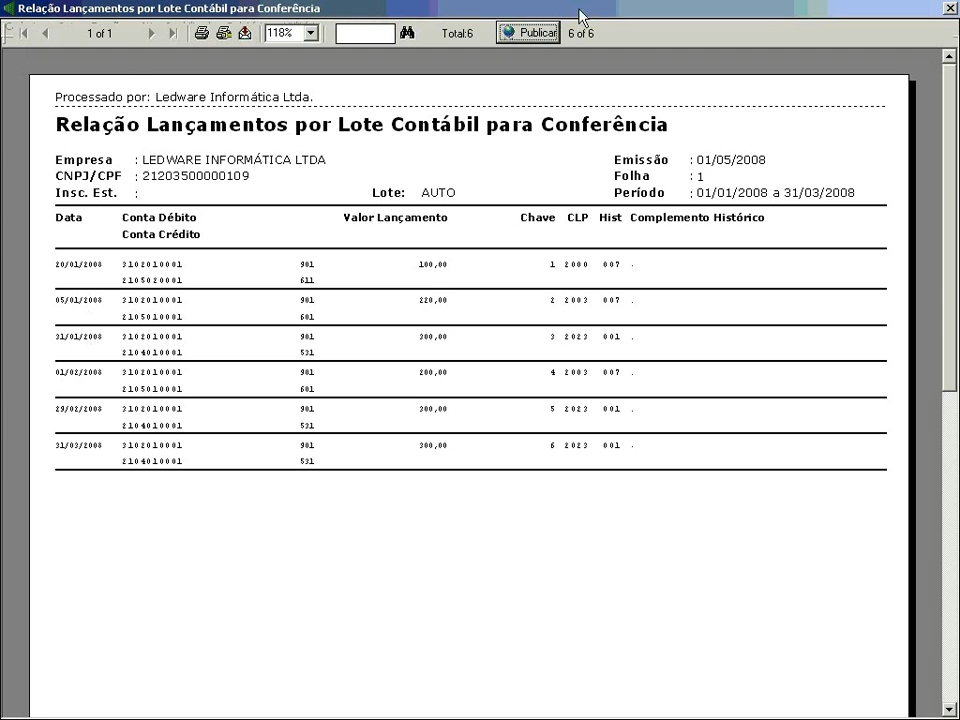 Relação Lançamentos por Lote Contábil para Conferência
1 of 1 118% Total:6 Publicar 6 of 6
Processado por: Ledware Informática Ltda.
Relação Lançamentos por Lote Contábil para Conferência
Empresa : LEDWARE INFORMÁTICA LTDA Emissão : 01/05/2008
CNPJ/CPF : 21203500000109 Folha : 1
Insc. Est. : Lote: AUTO Período : 01/01/2008 a 31/03/2008
Data Conta Débito Valor Lançamento Chave CLP Hist Complemento Histórico
Conta Crédito
20/01/2008 3102010001 901 100,00 1 2000 007 .
2105020001 611
05/01/2008 3102010001 901 220,00 2 2003 007 .
2105010001 601
31/01/2008 3102010001 901 300,00 3 2023 001 .
2104010001 531
01/02/2008 3102010001 901 200,00 4 2003 007 .
2105010001 601
29/02/2008 3102010001 901 300,00 5 2023 001 .
2104010001 531
31/03/2008 3102010001 901 300,00 6 2023 001 .
2104010001 531